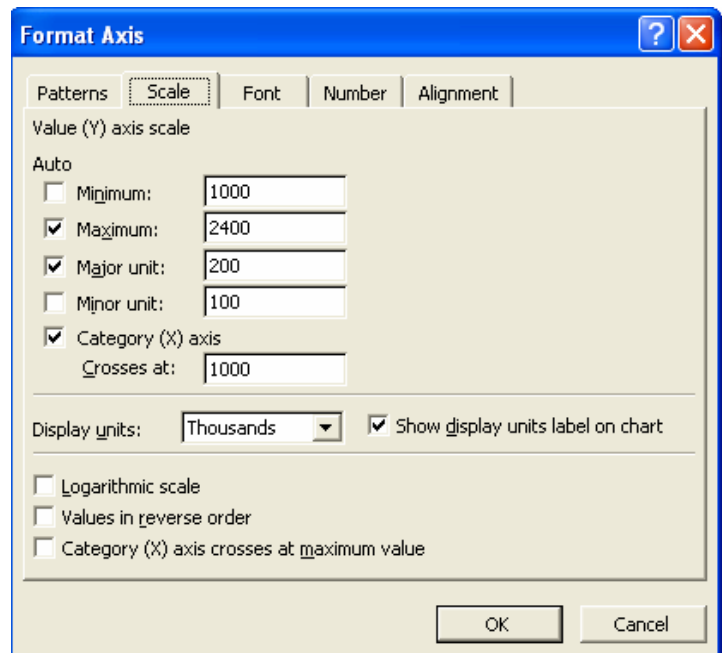 Format Axis
Patterns Scale Font Number Alignment
Value (Y) axis scale
Auto
Minimum: 1000
Maximum: 2400
Major unit: 200
Minor unit: 100
Category (X) axis
Crosses at: 1000
Display units: Thousands Show display units label on chart
Logarithmic scale
Values in reverse order
Category (X) axis crosses at maximum value
OK Cancel